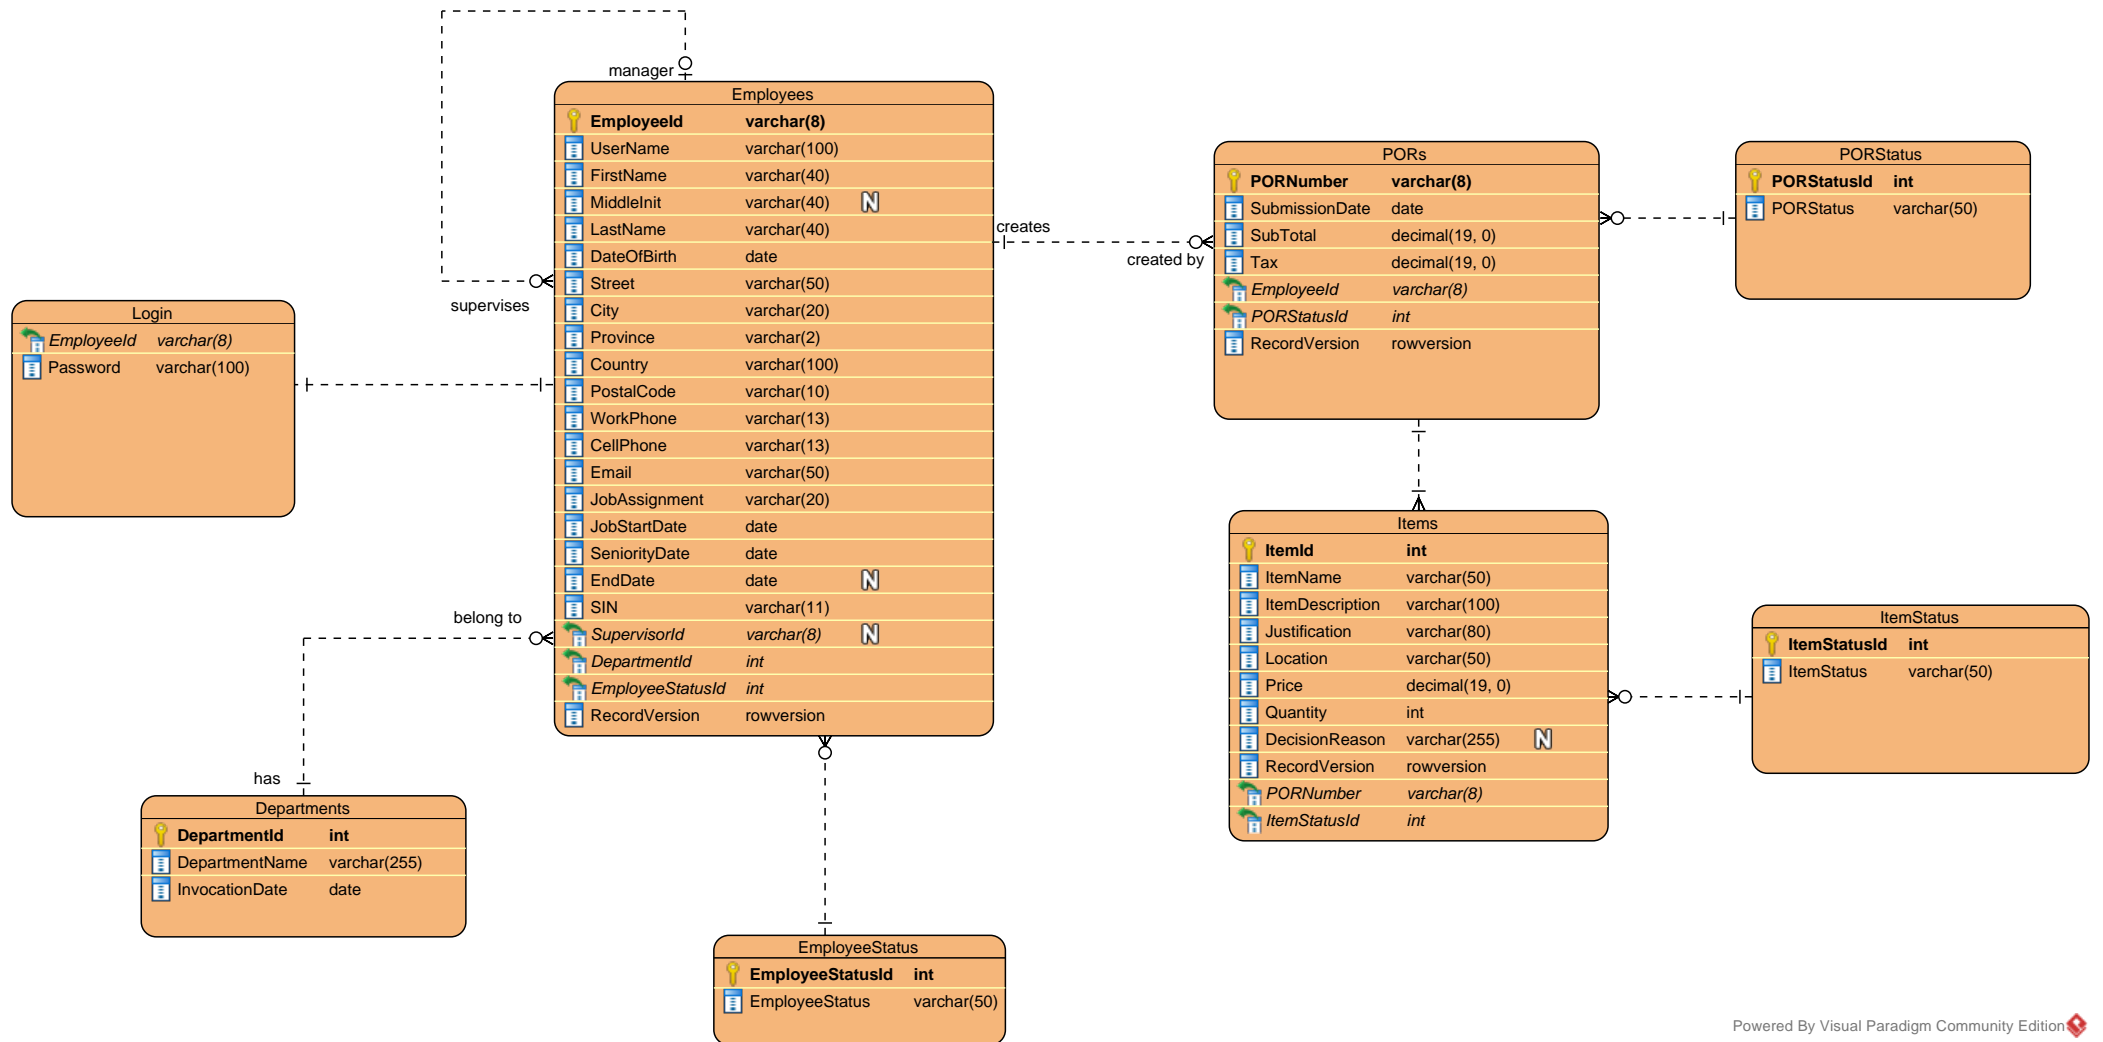 manager
supervises
Employees
EmployeeId varchar(8)
UserName varchar(100)
FirstName varchar(40)
MiddleInit varchar(40) N
LastName varchar(40)
DateOfBirth date
Street varchar(50)
City varchar(20)
Province varchar(2)
Country varchar(100)
PostalCode varchar(10)
WorkPhone varchar(13)
CellPhone varchar(13)
Email varchar(50)
JobAssignment varchar(20)
JobStartDate date
SeniorityDate date
EndDate date N
SIN varchar(11)
SupervisorId varchar(8) N
DepartmentId int
EmployeeStatusId int
RecordVersion rowversion
Login
EmployeeId varchar(8)
Password varchar(100)
belong to
has
Departments
DepartmentId int
DepartmentName varchar(255)
InvocationDate date
EmployeeStatus
EmployeeStatusId int
EmployeeStatus varchar(50)
creates
created by
PORs
PORNumber varchar(8)
SubmissionDate date
SubTotal decimal(19, 0)
Tax decimal(19, 0)
EmployeeId varchar(8)
PORStatusId int
RecordVersion rowversion
PORStatus
PORStatusId int
PORStatus varchar(50)
Items
ItemId int
ItemName varchar(50)
ItemDescription varchar(100)
Justification varchar(80)
Location varchar(50)
Price decimal(19, 0)
Quantity int
DecisionReason varchar(255) N
RecordVersion rowversion
PORNumber varchar(8)
ItemStatusId int
ItemStatus
ItemStatusId int
ItemStatus varchar(50)
Powered By Visual Paradigm Community Edition